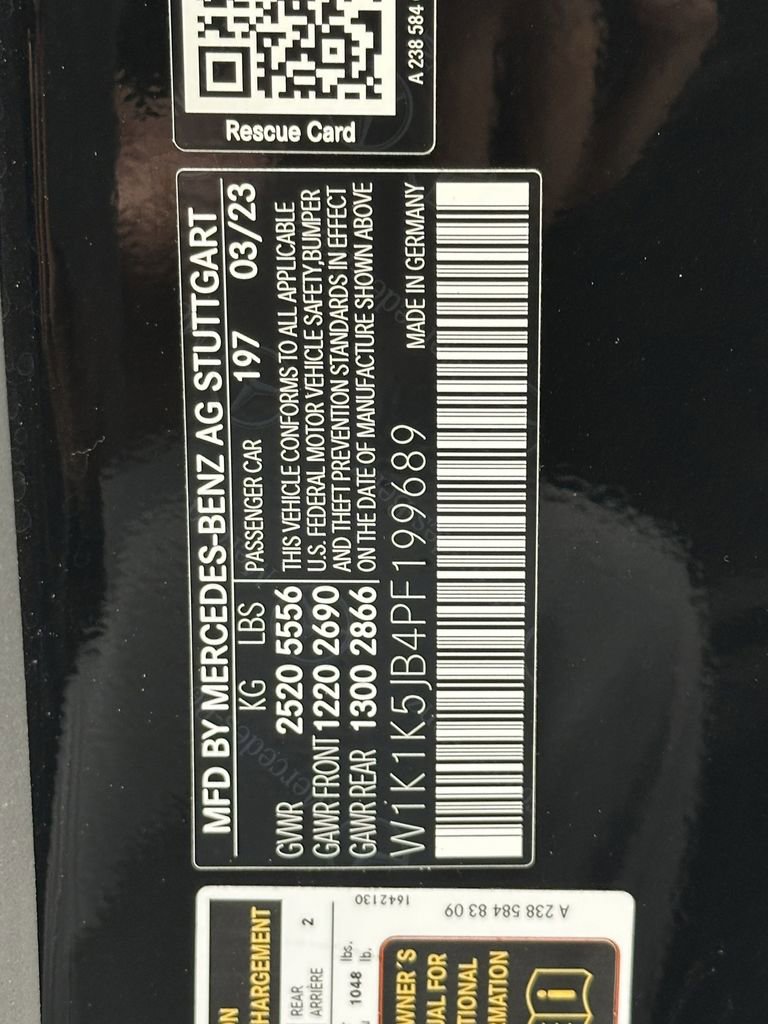 A 238 584
Rescue Card
MFD BY MERCEDES-BENZ AG STUTTGART
KG LBS PASSENGER CAR 197 03/23
GVWR 2520 5556
GAWR FRONT 1220 2690
GAWR REAR 1300 2866
THIS VEHICLE CONFORMS TO ALL APPLICABLE
U.S. FEDERAL MOTOR VEHICLE SAFETY,BUMPER
AND THEFT PREVENTION STANDARDS IN EFFECT
ON THE DATE OF MANUFACTURE SHOWN ABOVE
W1K1K5JB4PF199689 MADE IN GERMANY
HARGEMENT
REAR
ARRIÈRE 2
1048 lbs.
lb.
1642130
A 238 584 83 09
WNER'S
UAL FOR
TIONAL
RMATION